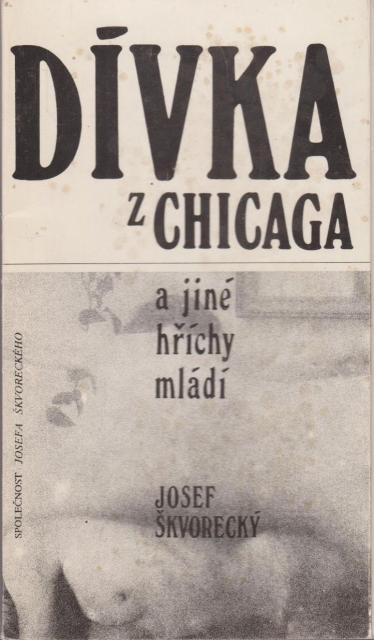 DÍVKA
Z CHICAGA
a jiné
hříchy
mládí
JOSEF
ŠKVORECKÝ
SPOLEČNOST JOSEFA ŠKVORECKÉHO